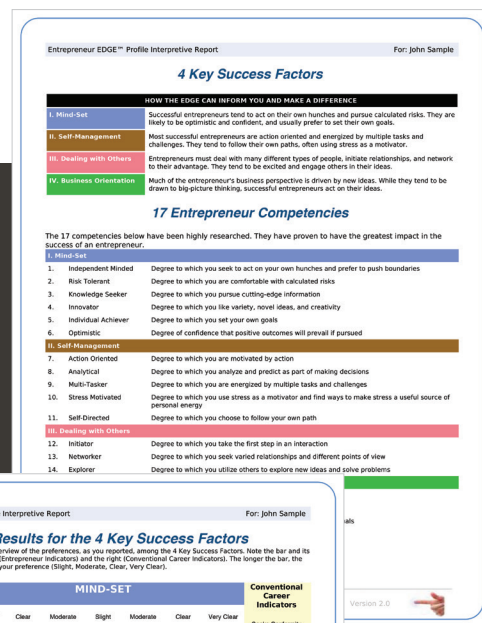 Entrepreneur EDGE™ Profile Interpretive Report For: John Sample
4 Key Success Factors
HOW THE EDGE CAN INFORM YOU AND MAKE A DIFFERENCE
I. Mind-Set Successful entrepreneurs tend to act on their own hunches and pursue calculated risks. They are
likely to be optimistic and confident, and usually prefer to set their own goals.
II. Self-Management Most successful entrepreneurs are action oriented and energized by multiple tasks and
challenges. They tend to follow their own paths, often using stress as a motivator.
III. Dealing with Others Entrepreneurs must deal with many different types of people, initiate relationships, and network
to their advantage. They tend to be excited and engage others in their ideas.
IV. Business Orientation Much of the entrepreneur's business perspective is driven by new ideas. While they tend to be
drawn to big-picture thinking, successful entrepreneurs act on their ideas.
17 Entrepreneur Competencies
The 17 competencies below have been highly researched. They have proven to have the greatest impact in the
success of an entrepreneur.
I. Mind-Set
1. Independent Minded Degree to which you seek to act on your own hunches and prefer to push boundaries
2. Risk Tolerant Degree to which you are comfortable with calculated risks
3. Knowledge Seeker Degree to which you pursue cutting-edge information
4. Innovator Degree to which you like variety, novel ideas, and creativity
5. Individual Achiever Degree to which you set your own goals
6. Optimistic Degree of confidence that positive outcomes will prevail if pursued
II. Self-Management
7. Action Oriented Degree to which you are motivated by action
8. Analytical Degree to which you analyze and predict as part of making decisions
9. Multi-Tasker Degree to which you are energized by multiple tasks and challenges
10. Stress Motivated Degree to which you use stress as a motivator and find ways to make stress a useful source of
personal energy
11. Self-Directed Degree to which you choose to follow your own path
III. Dealing with Others
12. Initiator Degree to which you take the first step in an interaction
13. Networker Degree to which you seek varied relationships and different points of view
14. Explorer Degree to which you utilize others to explore new ideas and solve problems
als
Version 2.0
Interpretive Report For: John Sample
Results for the 4 Key Success Factors
erview of the preferences, as you reported, among the 4 Key Success Factors. Note the bar and its
(Entrepreneur Indicators) and the right (Conventional Career Indicators). The longer the bar, the
your preference (Slight, Moderate, Clear, Very Clear).
MIND-SET
Conventional
Career
Indicators
Clear Moderate Slight Moderate Clear Very Clear